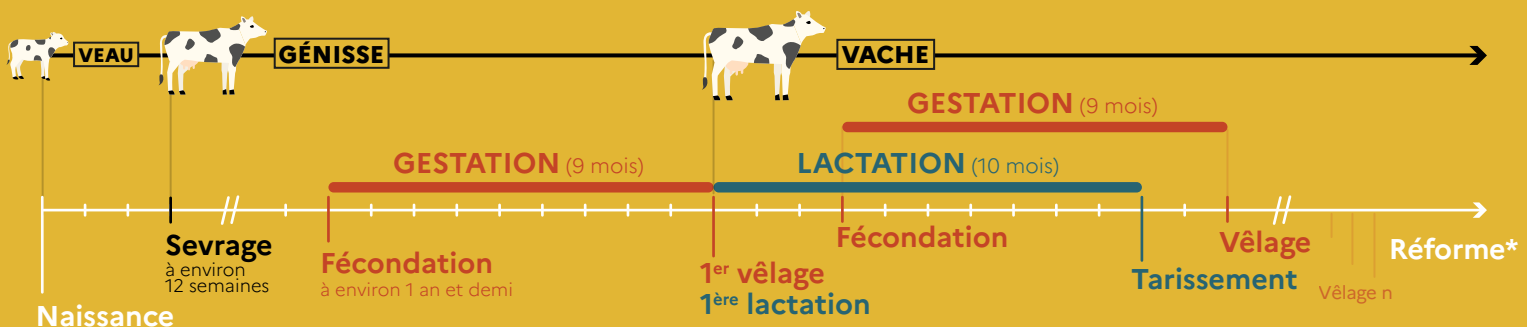 VEAU
GÉNISSE
VACHE
GESTATION (9 mois)
GESTATION (9 mois)
LACTATION (10 mois)
Sevrage
à environ
12 semaines
Fécondation
à environ 1 an et demi
1er vêlage
1ère lactation
Fécondation
Tarissement
Vêlage
Vêlage n
Réforme*
Naissance